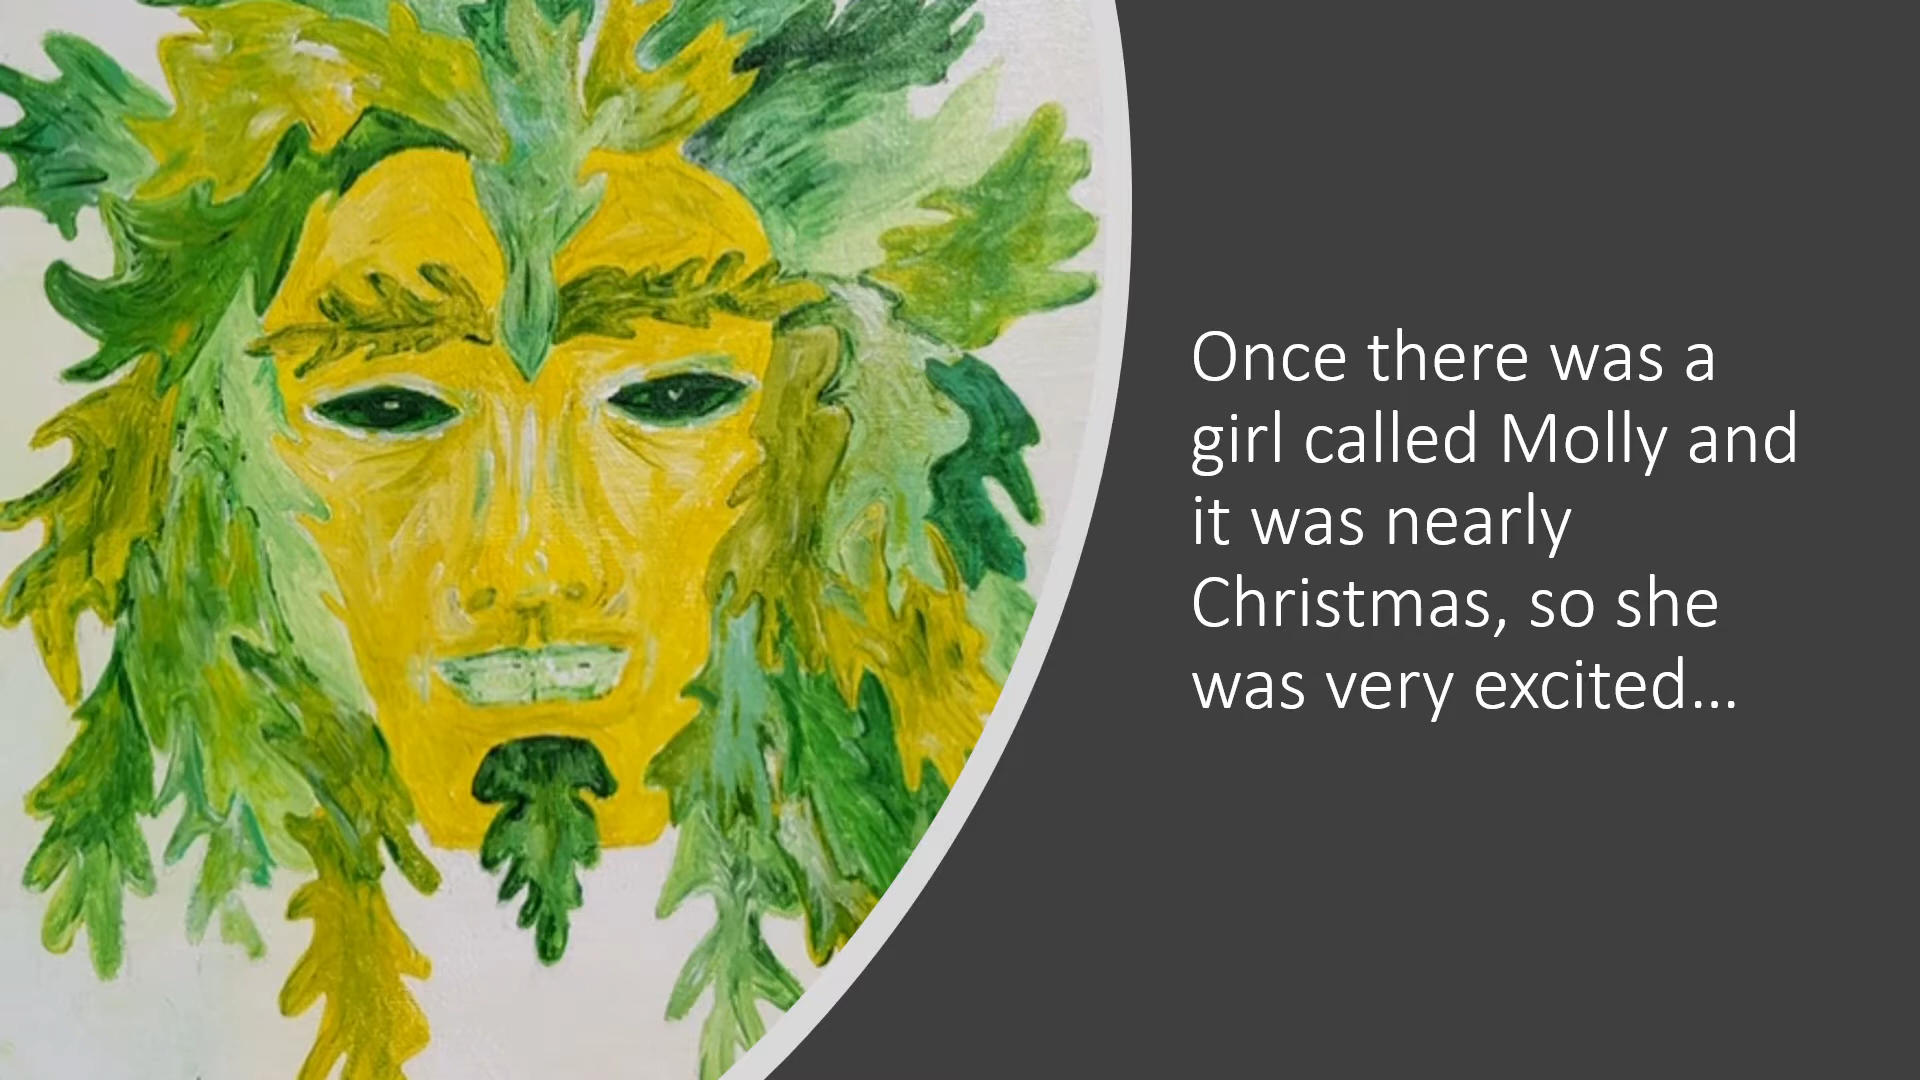 Once there was a
girl called Molly and
it was nearly
Christmas, so she
was very excited...